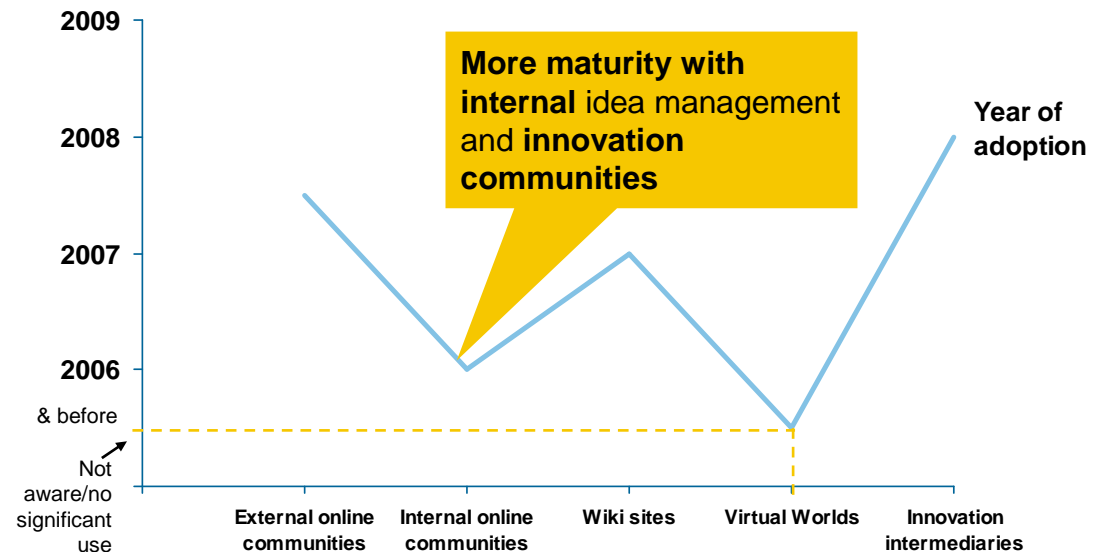 2009
More maturity with
internal idea management
and innovation
communities
Year of
adoption
2008
2007
2006
& before
Not
aware/no
significant
use
External online
communities
Internal online
communities
Wiki sites
Virtual Worlds
Innovation
intermediaries